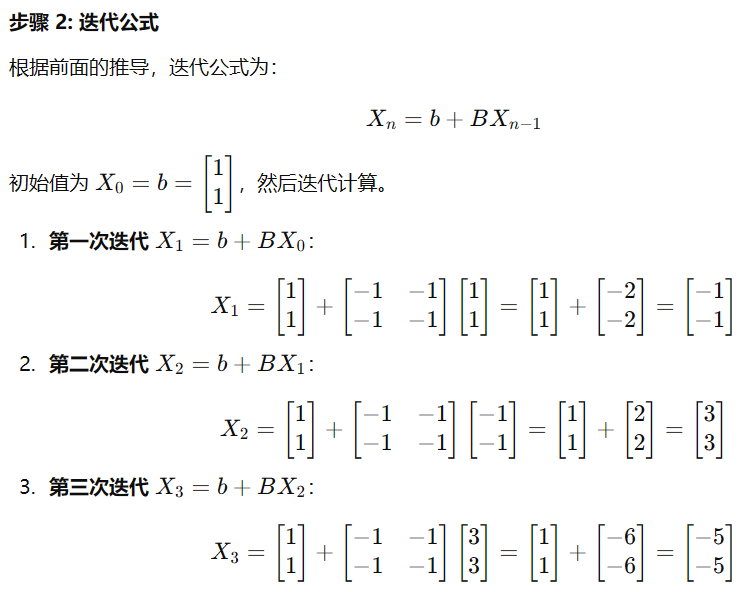 步骤 2: 迭代公式
根据前面的推导，迭代公式为：
$X_n = b + BX_{n-1}$
初始值为 $X_0 = b = \begin{bmatrix} 1 \\ 1 \end{bmatrix}$，然后迭代计算。
1. 第一次迭代 $X_1 = b + BX_0$:
$X_1 = \begin{bmatrix} 1 \\ 1 \end{bmatrix} + \begin{bmatrix} -1 & -1 \\ -1 & -1 \end{bmatrix} \begin{bmatrix} 1 \\ 1 \end{bmatrix} = \begin{bmatrix} 1 \\ 1 \end{bmatrix} + \begin{bmatrix} -2 \\ -2 \end{bmatrix} = \begin{bmatrix} -1 \\ -1 \end{bmatrix}$
2. 第二次迭代 $X_2 = b + BX_1$:
$X_2 = \begin{bmatrix} 1 \\ 1 \end{bmatrix} + \begin{bmatrix} -1 & -1 \\ -1 & -1 \end{bmatrix} \begin{bmatrix} -1 \\ -1 \end{bmatrix} = \begin{bmatrix} 1 \\ 1 \end{bmatrix} + \begin{bmatrix} 2 \\ 2 \end{bmatrix} = \begin{bmatrix} 3 \\ 3 \end{bmatrix}$
3. 第三次迭代 $X_3 = b + BX_2$:
$X_3 = \begin{bmatrix} 1 \\ 1 \end{bmatrix} + \begin{bmatrix} -1 & -1 \\ -1 & -1 \end{bmatrix} \begin{bmatrix} 3 \\ 3 \end{bmatrix} = \begin{bmatrix} 1 \\ 1 \end{bmatrix} + \begin{bmatrix} -6 \\ -6 \end{bmatrix} = \begin{bmatrix} -5 \\ -5 \end{bmatrix}$